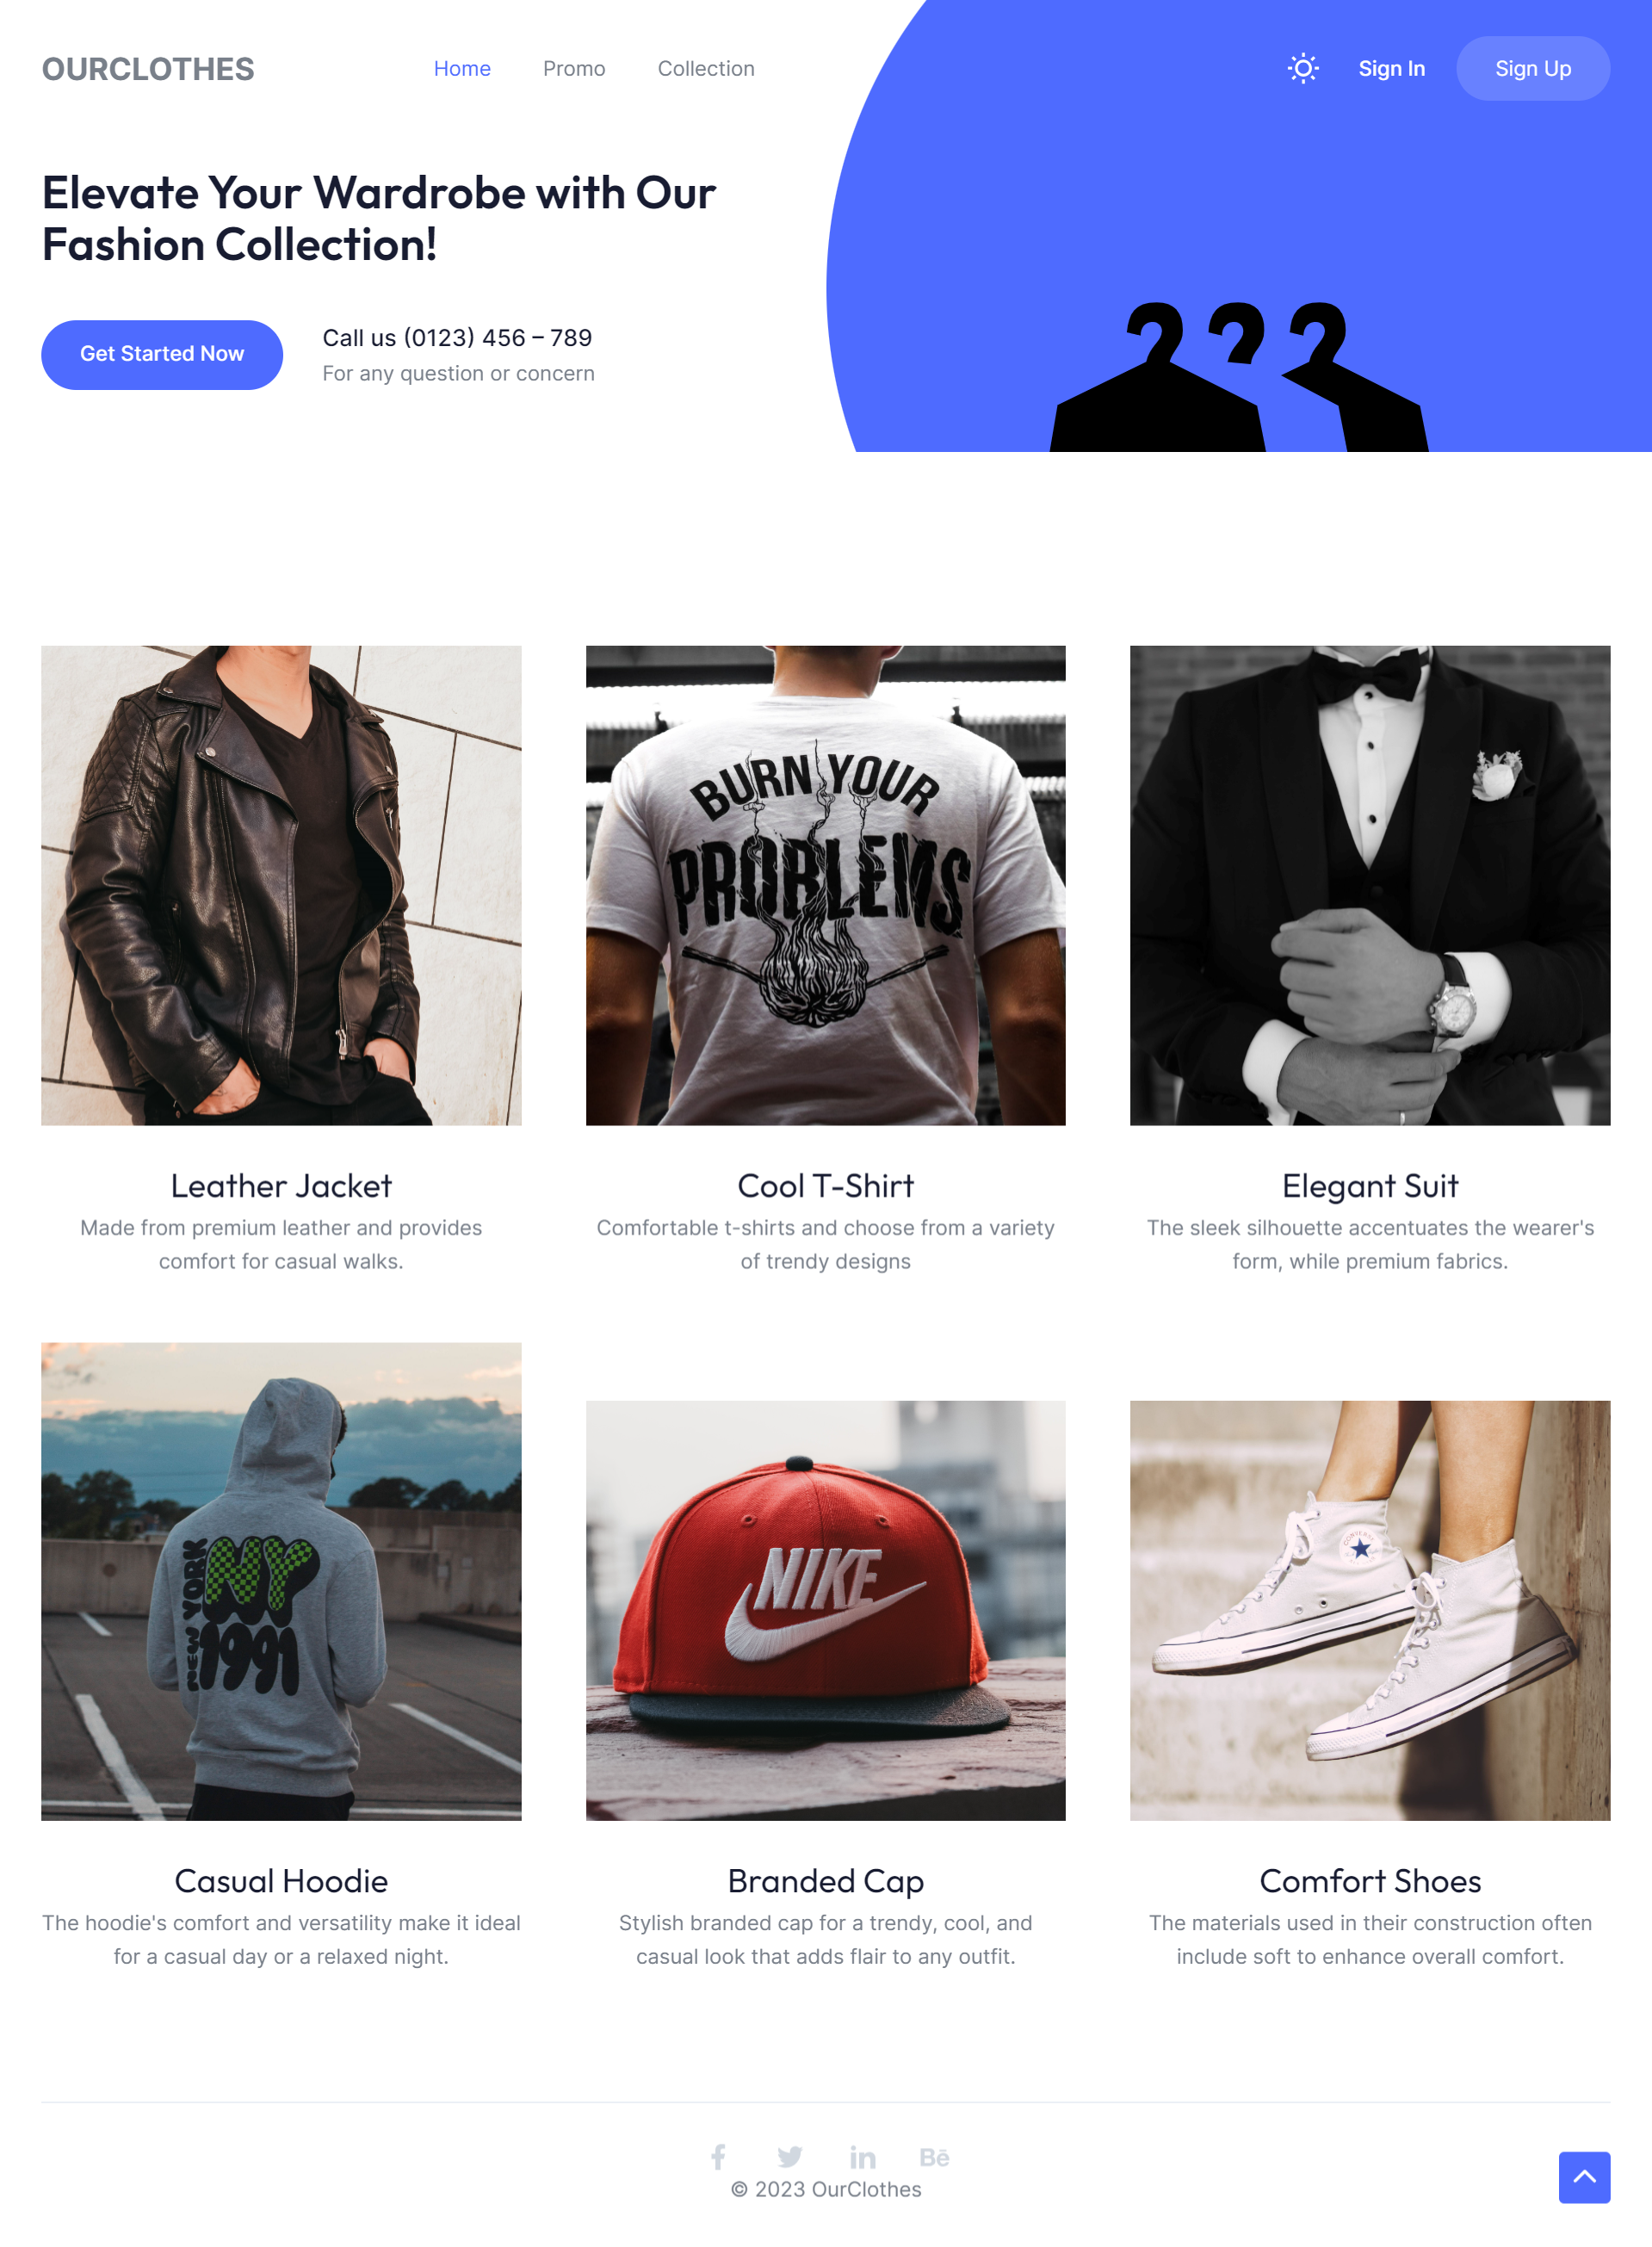 OURCLOTHES
Home
Promo
Collection
Sign In
Sign Up
Elevate Your Wardrobe with Our
Fashion Collection!
Get Started Now
Call us (0123) 456 – 789
For any question or concern
???
BURN YOUR
PROBLEMS
Leather Jacket
Made from premium leather and provides
comfort for casual walks.
Cool T-Shirt
Comfortable t-shirts and choose from a variety
of trendy designs
Elegant Suit
The sleek silhouette accentuates the wearer's
form, while premium fabrics.
NEW YORK
NY
1991
NIKE
CONVERSE
Casual Hoodie
The hoodie's comfort and versatility make it ideal
for a casual day or a relaxed night.
Branded Cap
Stylish branded cap for a trendy, cool, and
casual look that adds flair to any outfit.
Comfort Shoes
The materials used in their construction often
include soft to enhance overall comfort.
Bē
© 2023 OurClothes